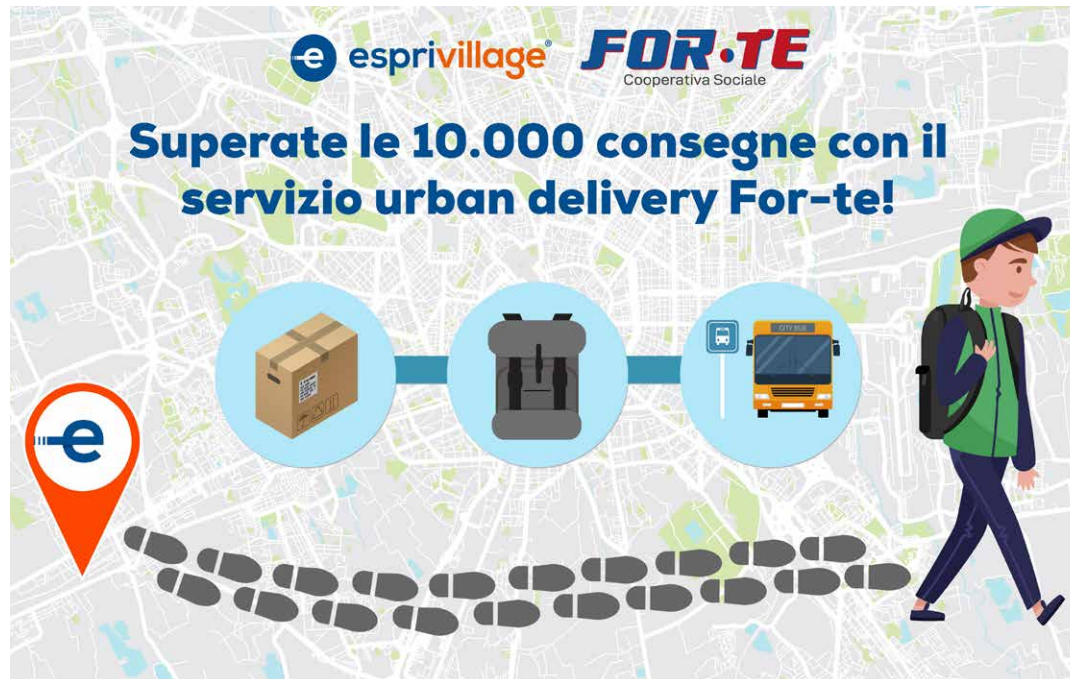 esprivillage®
FOR•TE
Cooperativa Sociale
Superate le 10.000 consegne con il
servizio urban delivery For-te!
CITY BUS
e